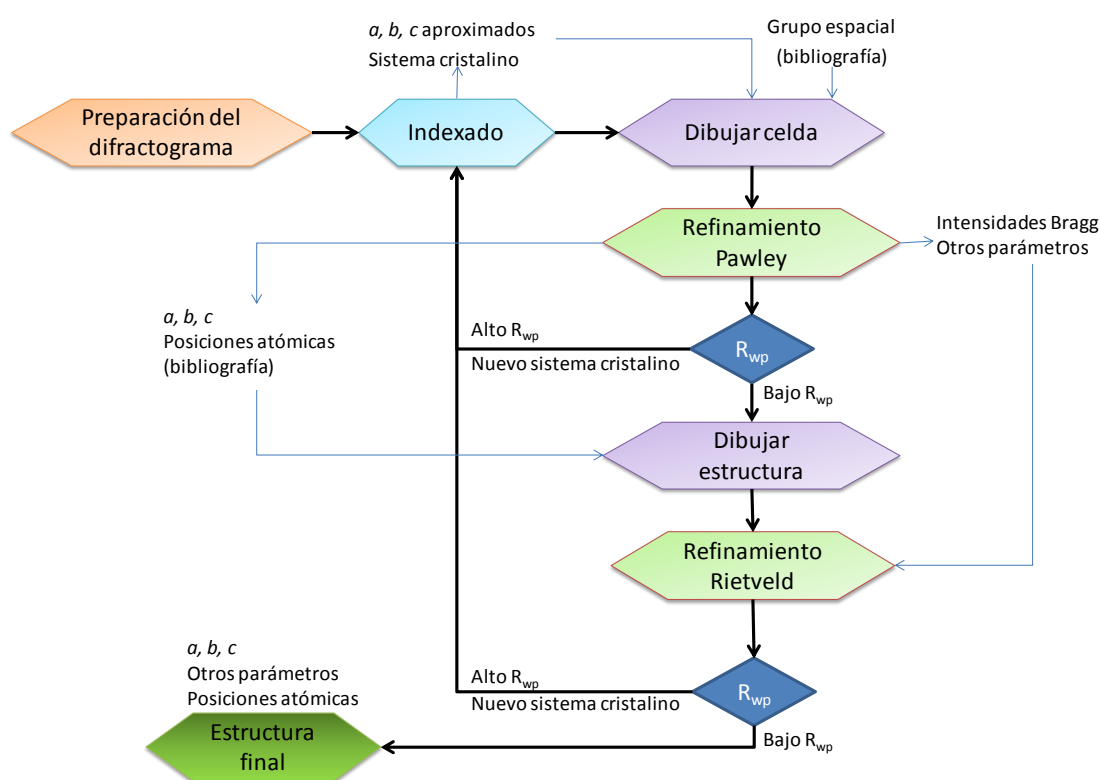 a, b, c aproximados
Sistema cristalino
Grupo espacial
(bibliografía)
Preparación del
difractograma
Indexado
Dibujar celda
Refinamiento
Pawley
Intensidades Bragg
Otros parámetros
a, b, c
Posiciones atómicas
(bibliografía)
Alto Rwp
Nuevo sistema cristalino
Rwp
Bajo Rwp
Dibujar
estructura
Refinamiento
Rietveld
a, b, c
Otros parámetros
Posiciones atómicas
Alto Rwp
Nuevo sistema cristalino
Rwp
Bajo Rwp
Estructura
final